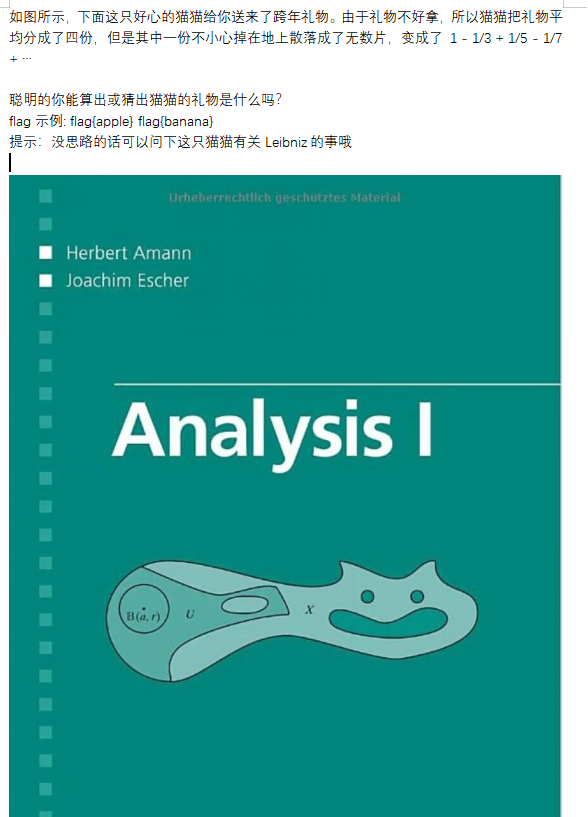 如图所示，下面这只好心的猫猫给你送来了跨年礼物。由于礼物不好拿，所以猫猫把礼物平
均分成了四份，但是其中一份不小心掉在地上散落成了无数片，变成了 1 - 1/3 + 1/5 - 1/7
+ …
聪明的你能算出或猜出猫猫的礼物是什么吗？
flag 示例: flag{apple} flag{banana}
提示：没思路的话可以问下这只猫猫有关 Leibniz 的事哦
Urheberrechtlich geschütztes Material
Herbert Amann
Joachim Escher
Analysis I
B(a, r) U X